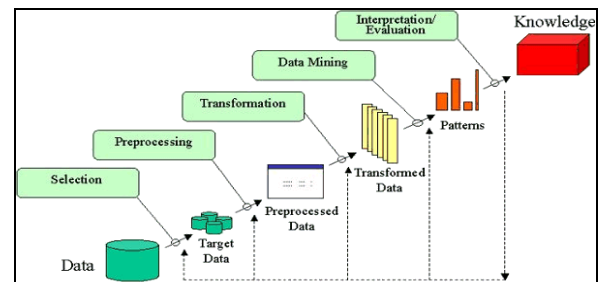 Interpretation/
Evaluation
Knowledge
Data Mining
Transformation
Patterns
Preprocessing
Transformed
Data
Selection
Preprocessed
Data
Target
Data
Data